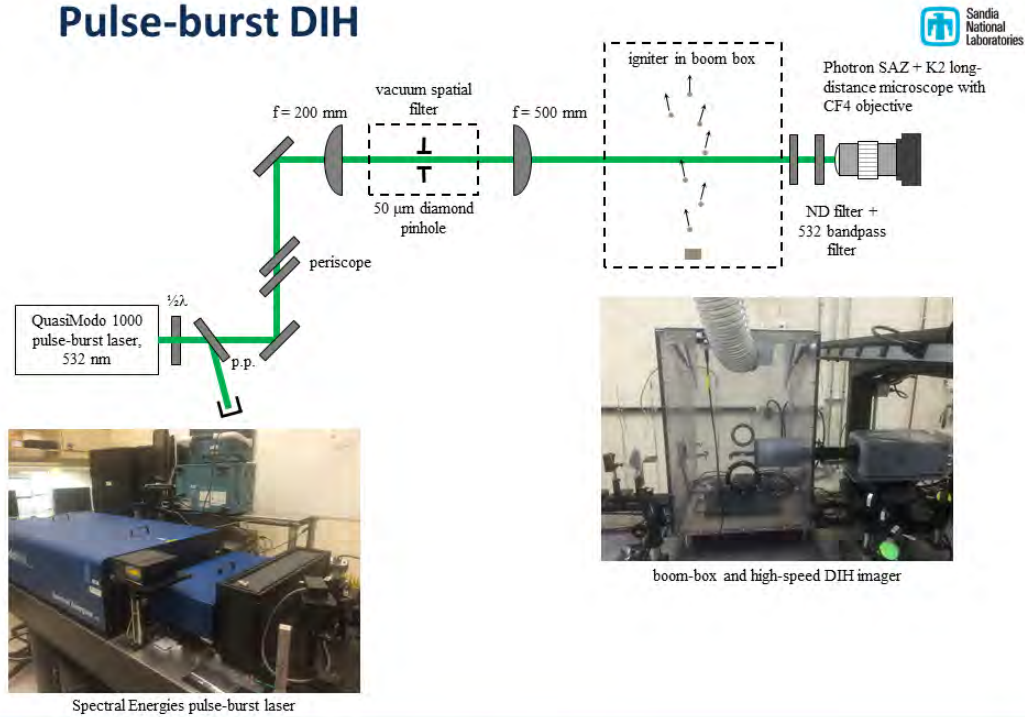 Pulse-burst DIH
Sandia
National
Laboratories
igniter in boom box
Photron SAZ + K2 long-
distance microscope with
CF4 objective
vacuum spatial
filter
f = 200 mm
f = 500 mm
50 μm diamond
pinhole
ND filter +
532 bandpass
filter
periscope
½λ
QuasiModo 1000
pulse-burst laser,
532 nm
p.p.
boom-box and high-speed DIH imager
Spectral Energies pulse-burst laser